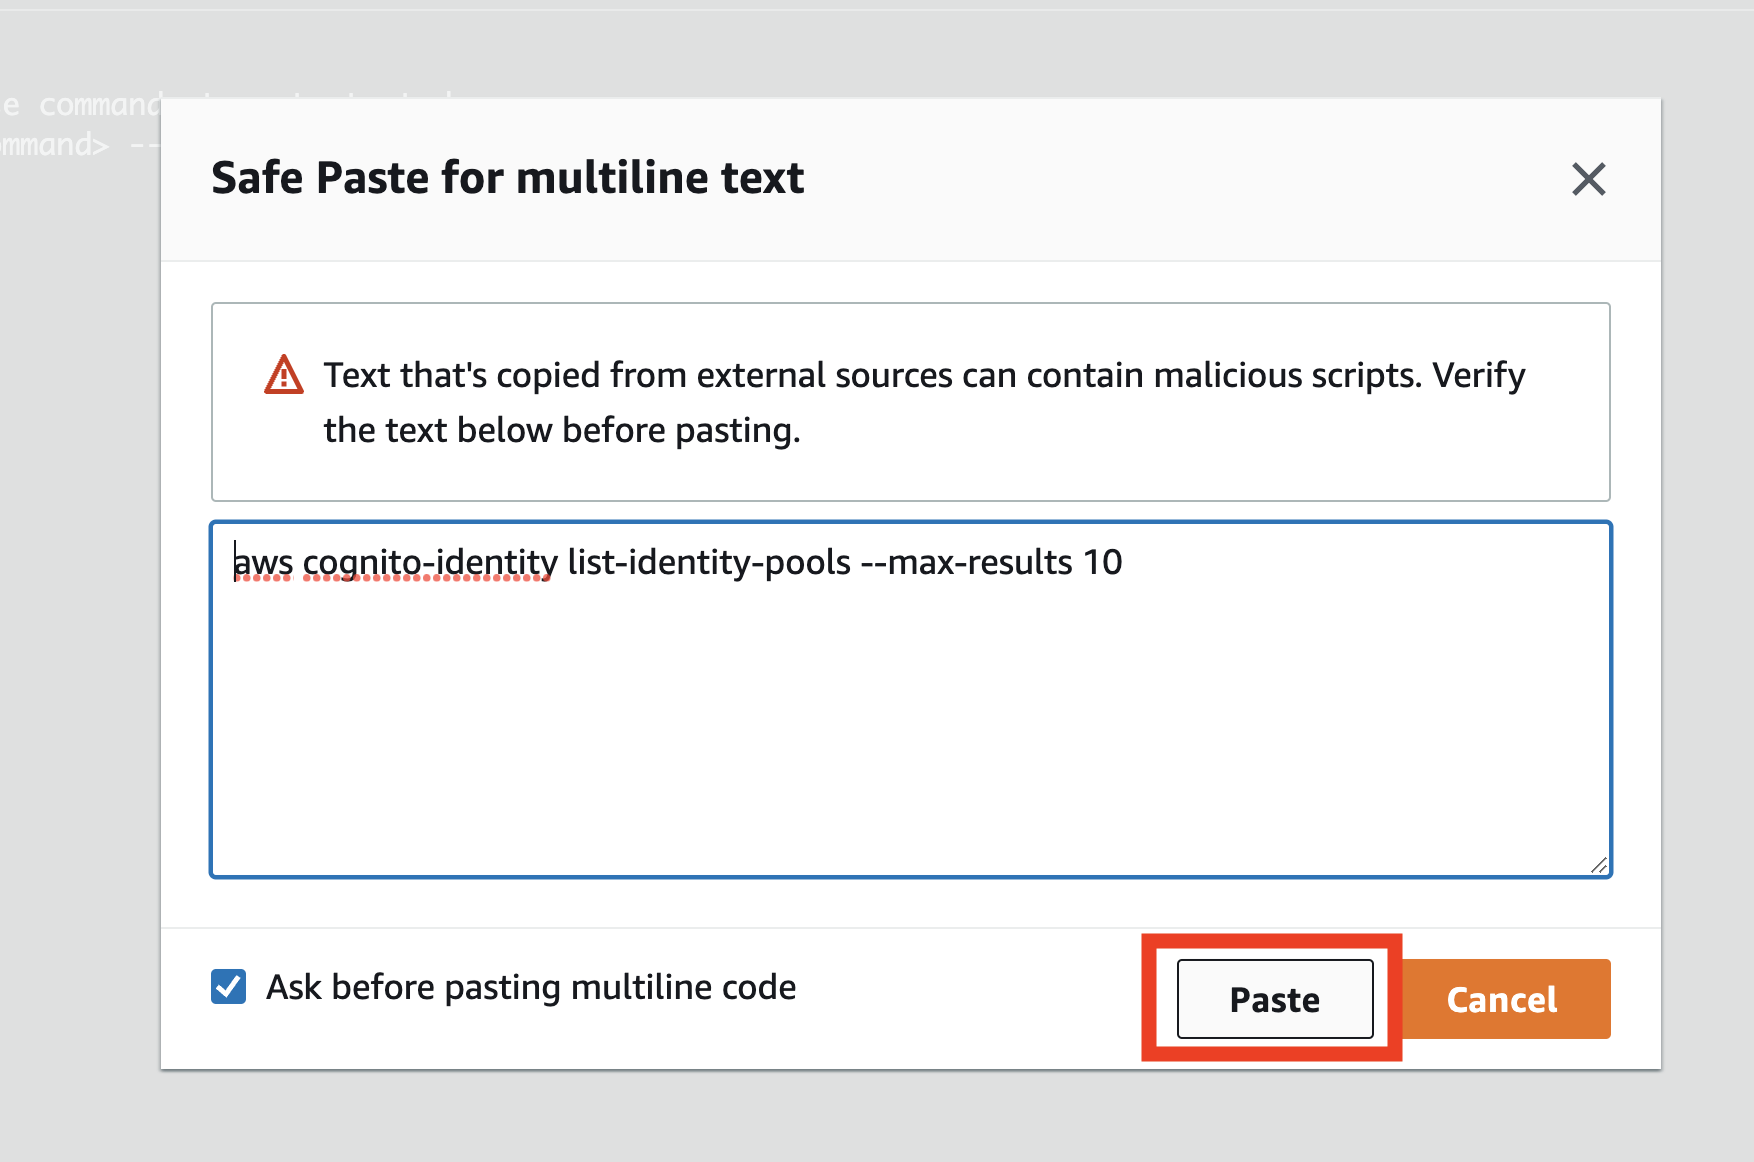 e command
ommand> --
Safe Paste for multiline text
Text that's copied from external sources can contain malicious scripts. Verify
the text below before pasting.
aws cognito-identity list-identity-pools --max-results 10
Ask before pasting multiline code
Paste
Cancel